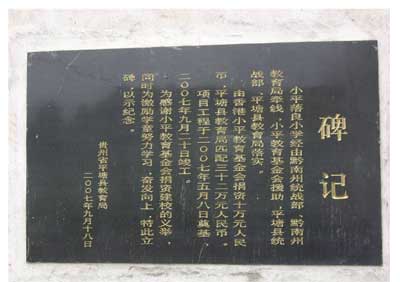 碑记
小平落良小学经由黔南州统战部、黔南州
教育局牵线，小平教育基金会援助，平塘县统
战部、平塘县教育局落实。
由香港小平教育基金会捐资十万元人民
币，平塘县教育局匹配三十二万元人民币。
项目工程于二00七年五月八日奠基，
二00七年九月二十日竣工。
为感谢小平教育基金会捐资建校的义举，
同时为激励学童努力学习，奋发向上，特此立
碑，以示纪念。
贵州省平塘县教育局
二00七年九月十八日